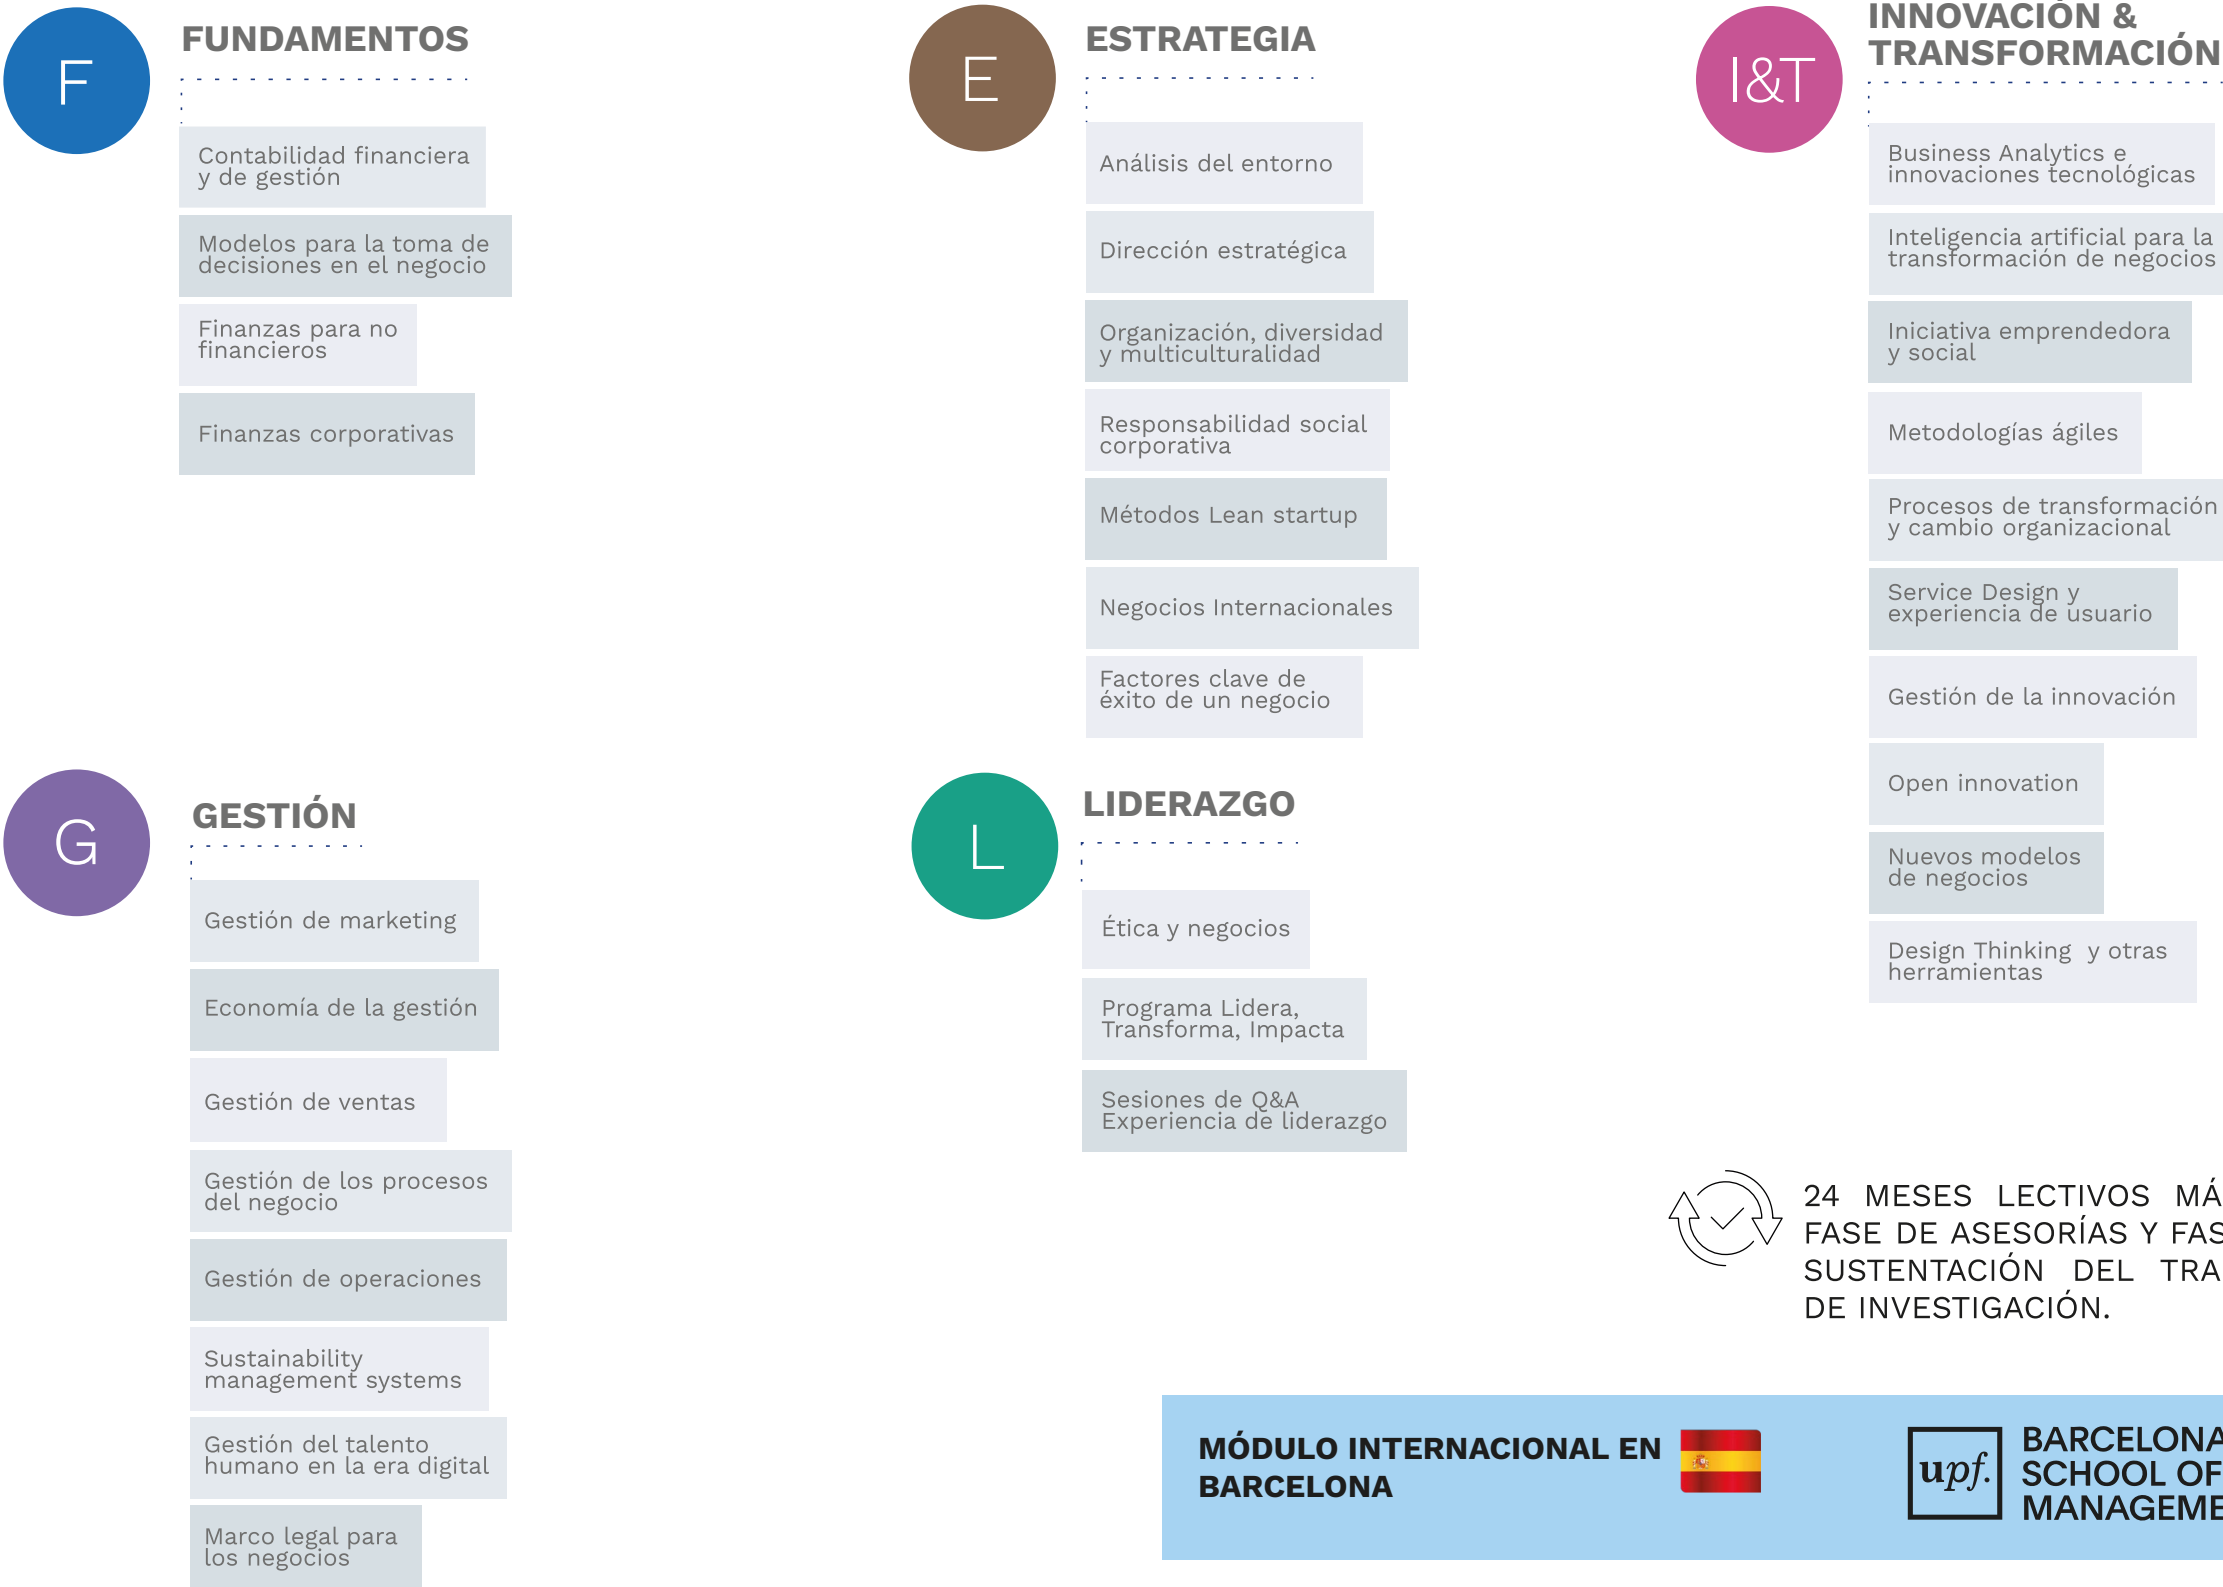 F
FUNDAMENTOS
Contabilidad financiera
y de gestión
Modelos para la toma de
decisiones en el negocio
Finanzas para no
financieros
Finanzas corporativas
E
ESTRATEGIA
Análisis del entorno
Dirección estratégica
Organización, diversidad
y multiculturalidad
Responsabilidad social
corporativa
Métodos Lean startup
Negocios Internacionales
Factores clave de
éxito de un negocio
I&T
INNOVACIÓN &
TRANSFORMACIÓN
Business Analytics e
innovaciones tecnológicas
Inteligencia artificial para la
transformación de negocios
Iniciativa emprendedora
y social
Metodologías ágiles
Procesos de transformación
y cambio organizacional
Service Design y
experiencia de usuario
Gestión de la innovación
Open innovation
Nuevos modelos
de negocios
Design Thinking y otras
herramientas
G
GESTIÓN
Gestión de marketing
Economía de la gestión
Gestión de ventas
Gestión de los procesos
del negocio
Gestión de operaciones
Sustainability
management systems
Gestión del talento
humano en la era digital
Marco legal para
los negocios
L
LIDERAZGO
Ética y negocios
Programa Lidera,
Transforma, Impacta
Sesiones de Q&A
Experiencia de liderazgo
24 MESES LECTIVOS
FASE DE ASESORÍAS Y
SUSTENTACIÓN DEL
DE INVESTIGACIÓN.
MÓDULO INTERNACIONAL EN
BARCELONA
upf.
BARCELONA
SCHOOL OF